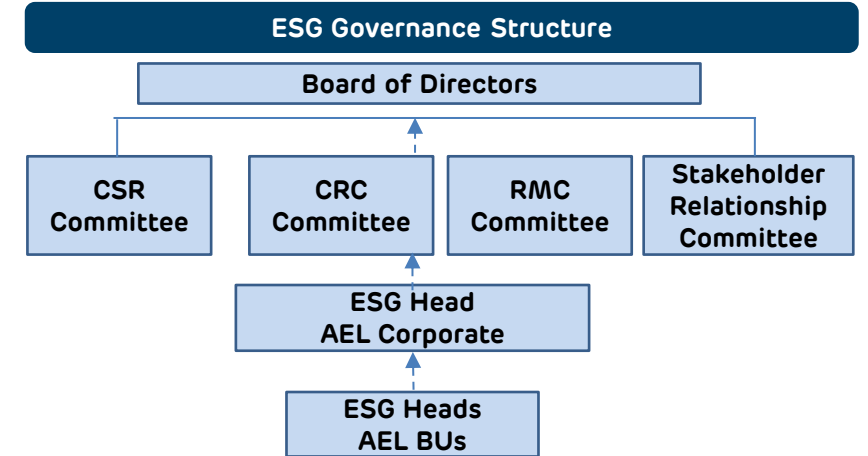 ESG Governance Structure
Board of Directors
CSR
Committee
CRC
Committee
RMC
Committee
Stakeholder
Relationship
Committee
ESG Head
AEL Corporate
ESG Heads
AEL BUs